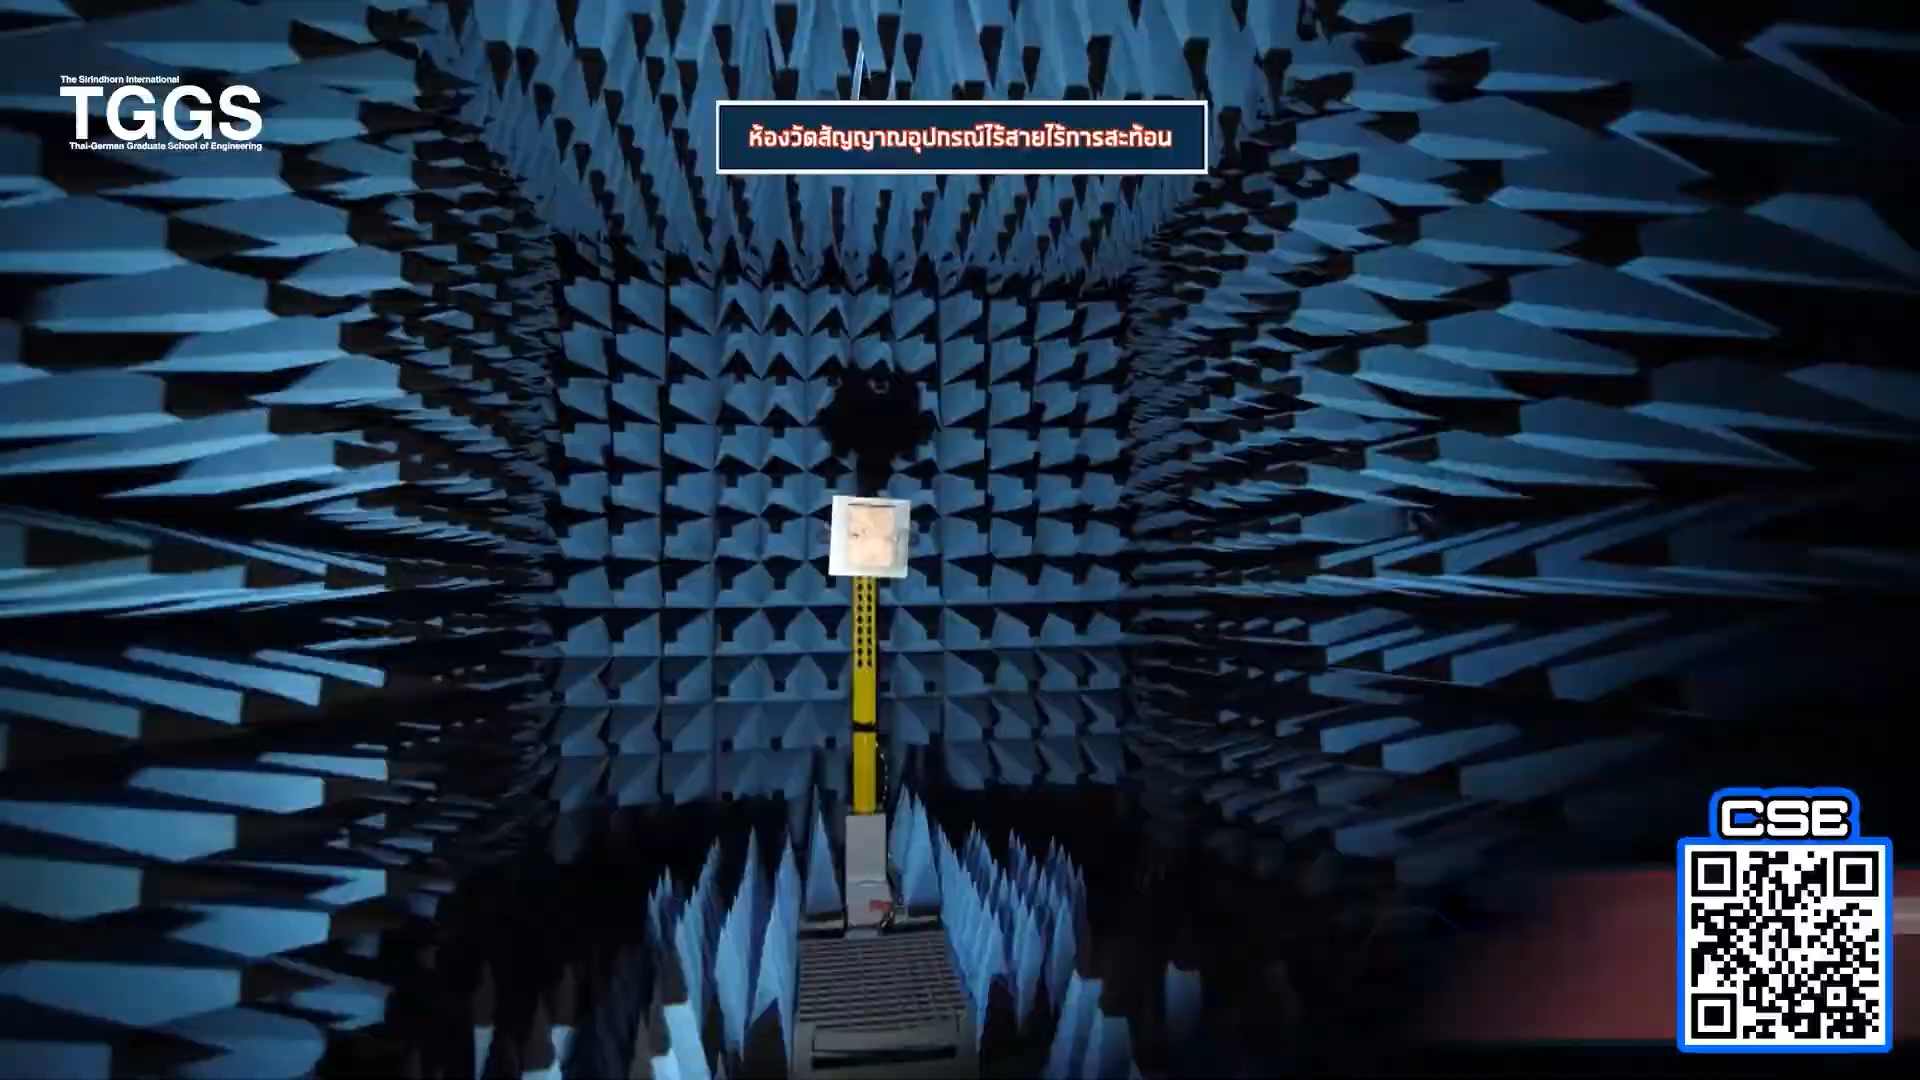 The Sirindhorn International
TGGS
Thai-German Graduate School of Engineering
ห้องวัดสัญญาณอุปกรณ์ไร้สายไร้การสะท้อน
CSE